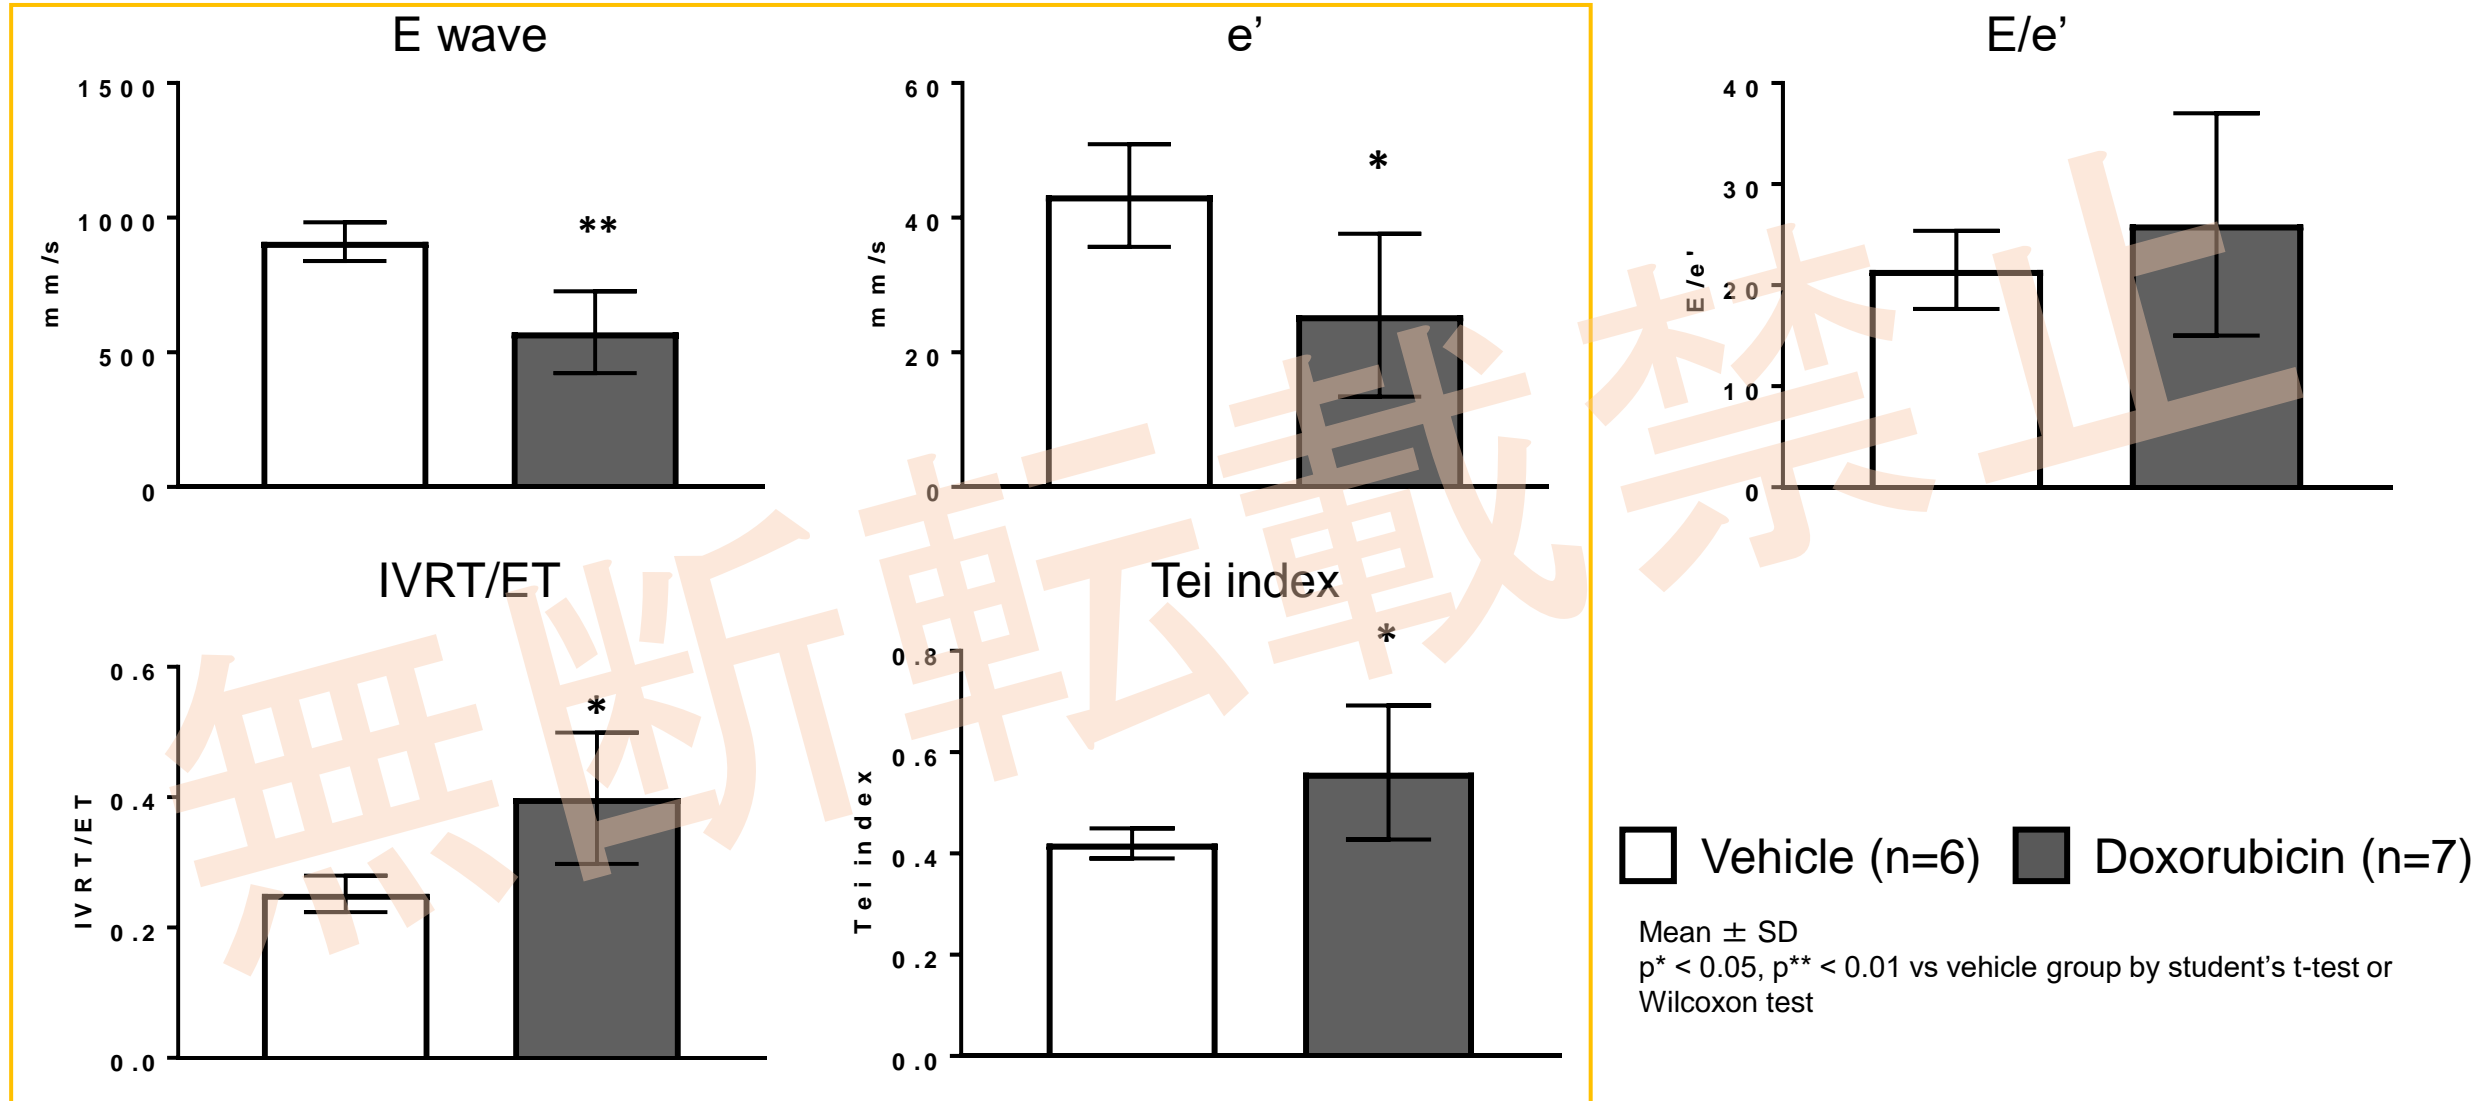 E wave
1500
1000
500
0
mm/s
**
e’
60
40
20
0
mm/s
*
E/e’
40
30
20
10
0
E/e'
IVRT/ET
0.6
0.4
0.2
0.0
IVRT/ET
*
Tei index
0.8
0.6
0.4
0.2
0.0
Tei index
*
Vehicle (n=6)
Doxorubicin (n=7)
Mean ± SD
p* < 0.05, p** < 0.01 vs vehicle group by student’s t-test or
Wilcoxon test
無断転載禁止